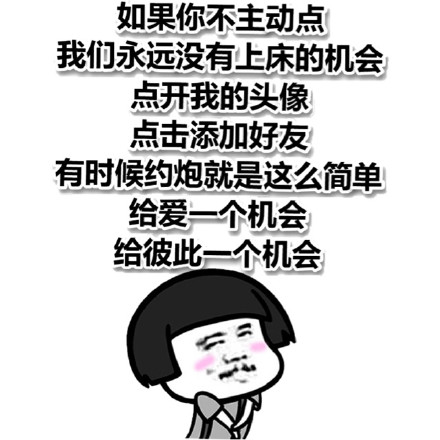 如果你不主动点
我们永远没有上床的机会
点开我的头像
点击添加好友
有时候约炮就是这么简单
给爱一个机会
给彼此一个机会